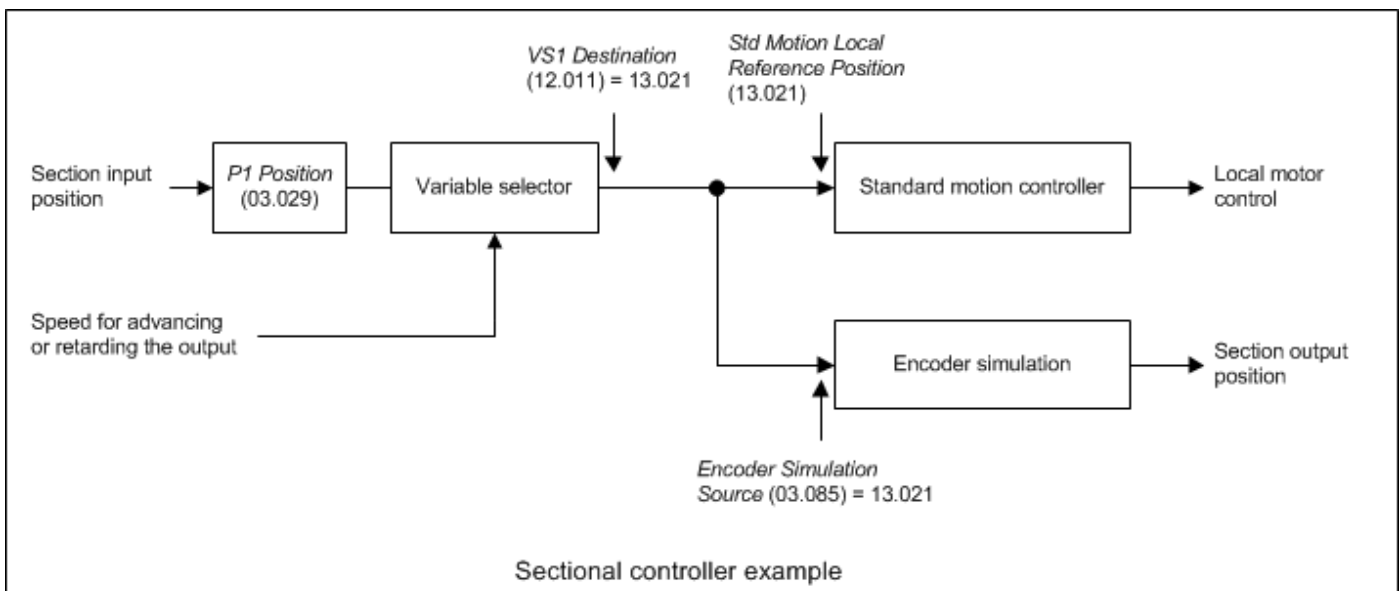 VS1 Destination
(12.011) = 13.021
Std Motion Local
Reference Position
(13.021)
Section input
position
P1 Position
(03.029)
Variable selector
Standard motion controller
Local motor
control
Speed for advancing
or retarding the output
Encoder simulation
Section output
position
Encoder Simulation
Source (03.085) = 13.021
Sectional controller example